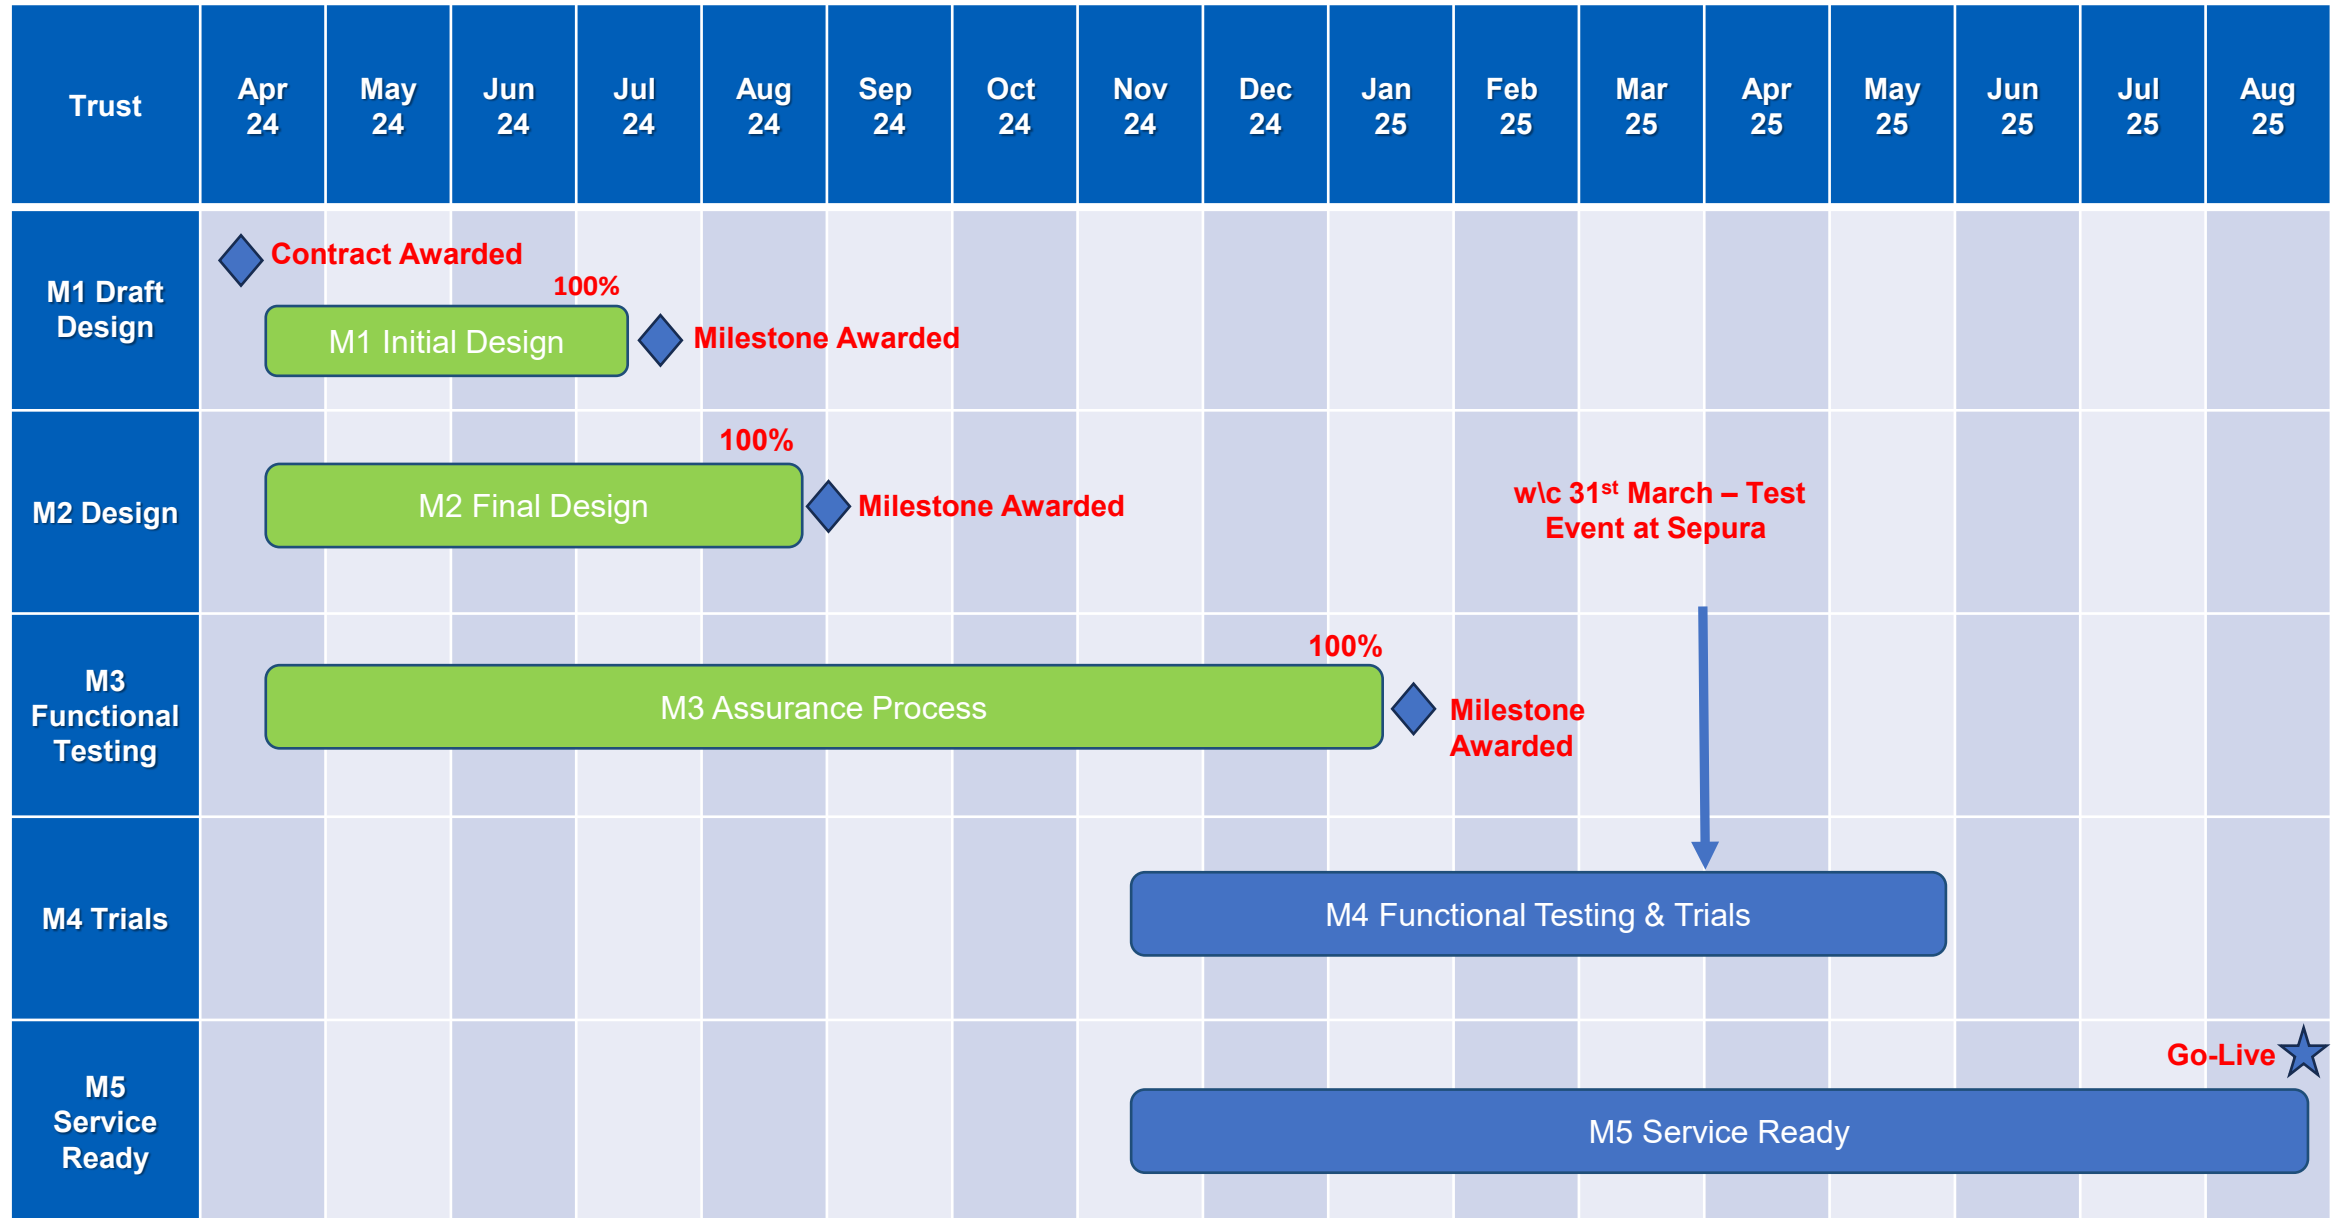 Trust
Apr
24
May
24
Jun
24
Jul
24
Aug
24
Sep
24
Oct
24
Nov
24
Dec
24
Jan
25
Feb
25
Mar
25
Apr
25
May
25
Jun
25
Jul
25
Aug
25
M1 Draft
Design
Contract Awarded
100%
M1 Initial Design
Milestone Awarded
M2 Design
100%
M2 Final Design
Milestone Awarded
w\c 31st March – Test
Event at Sepura
M3
Functional
Testing
100%
M3 Assurance Process
Milestone
Awarded
M4 Trials
M4 Functional Testing & Trials
M5
Service
Ready
Go-Live
M5 Service Ready